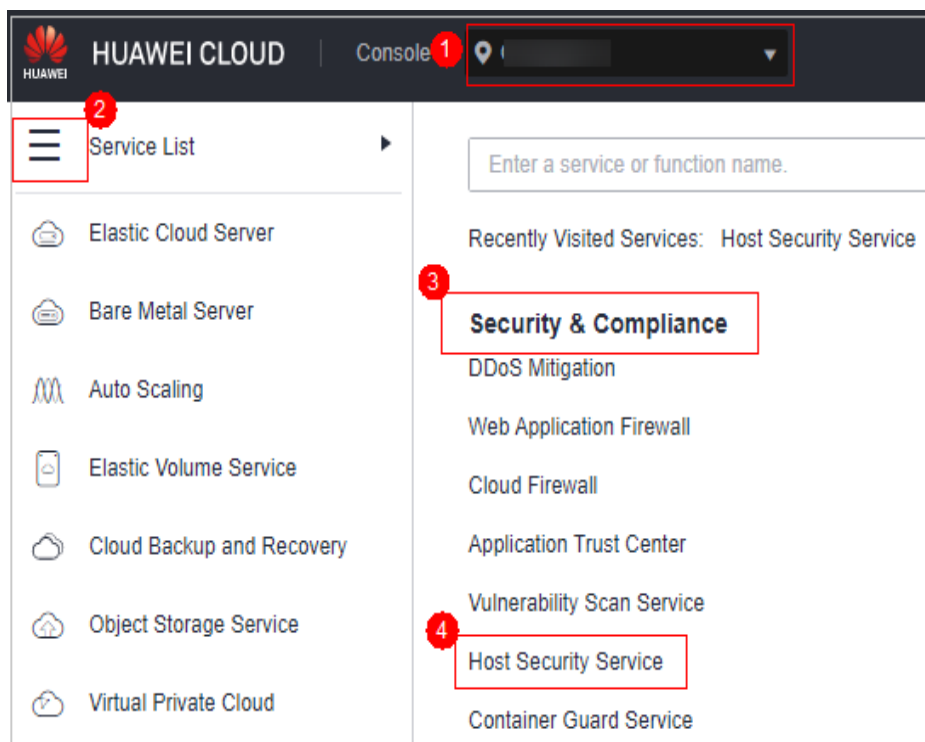 HUAWEI
HUAWEI CLOUD
Console
1
2
Service List
Elastic Cloud Server
Bare Metal Server
Auto Scaling
Elastic Volume Service
Cloud Backup and Recovery
Object Storage Service
Virtual Private Cloud
Enter a service or function name.
Recently Visited Services: Host Security Service
3
Security & Compliance
DDoS Mitigation
Web Application Firewall
Cloud Firewall
Application Trust Center
Vulnerability Scan Service
4
Host Security Service
Container Guard Service